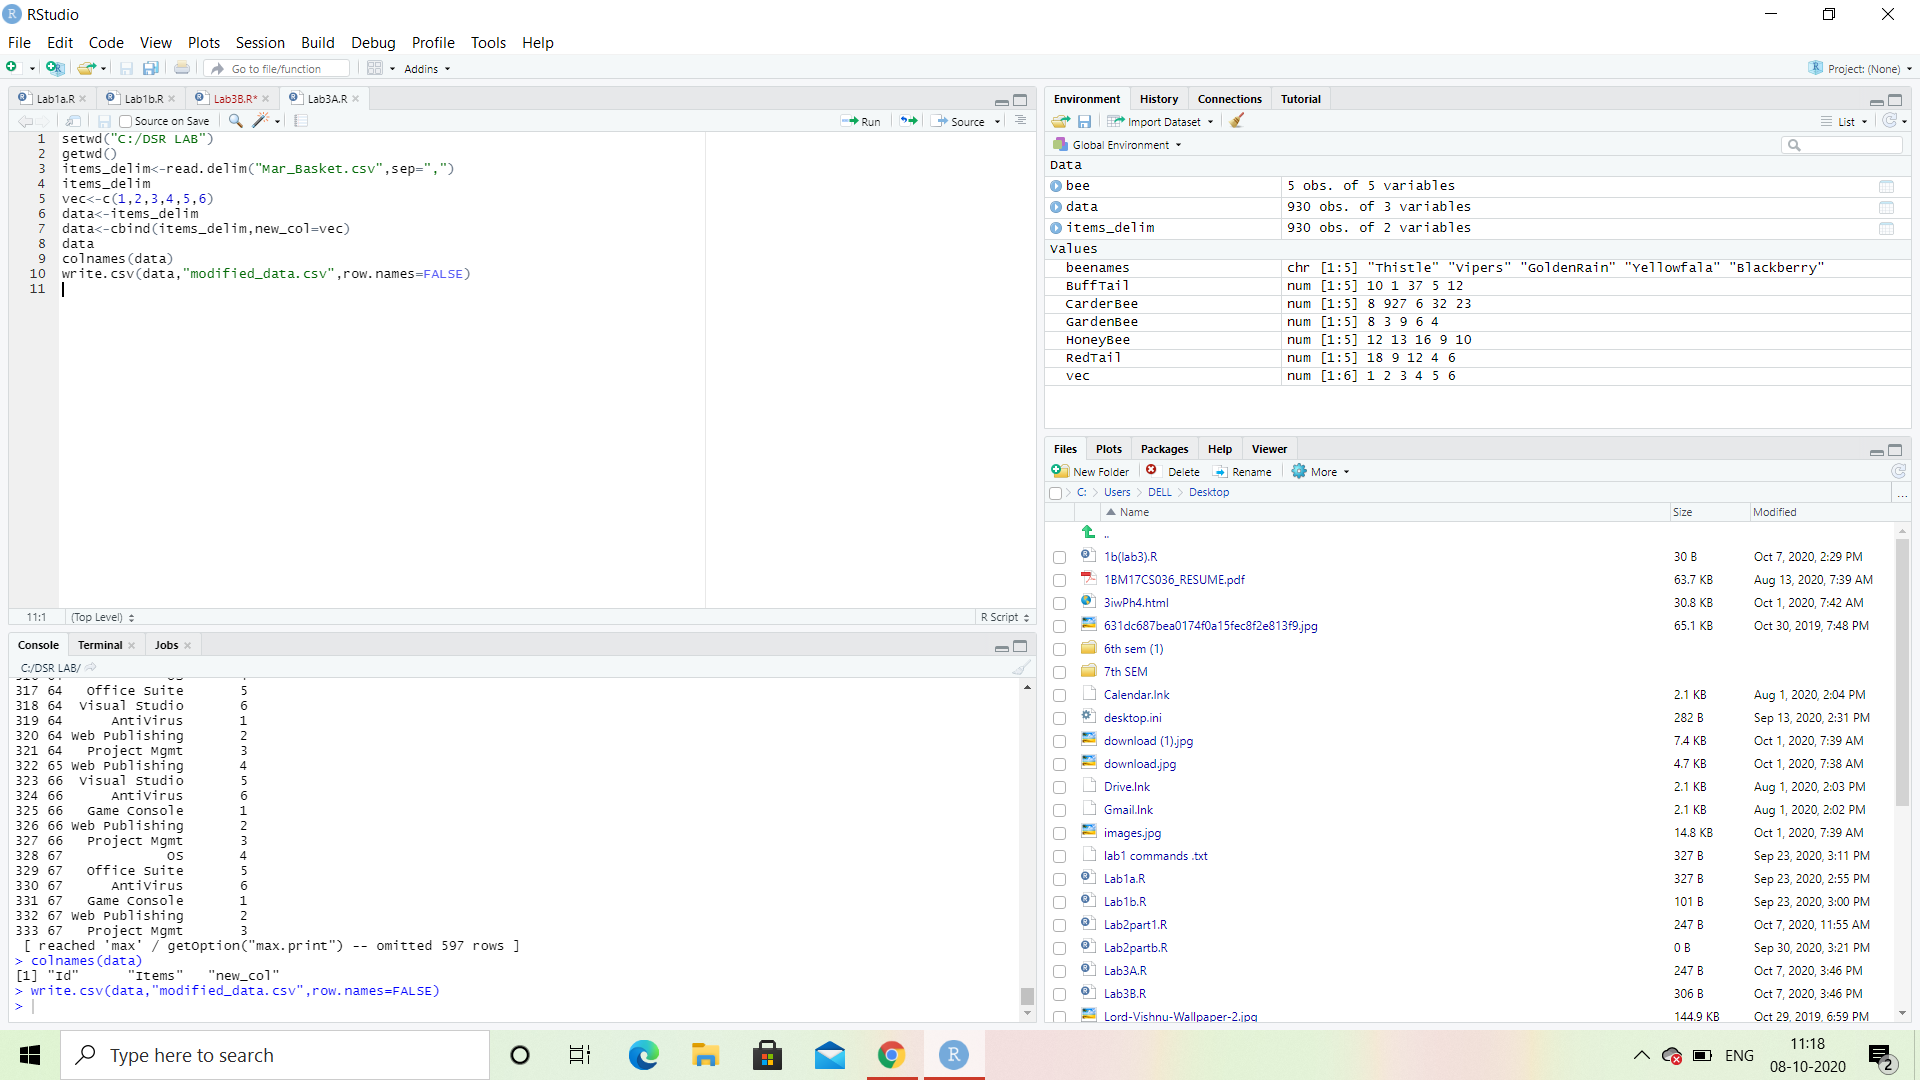 RStudio
File Edit Code View Plots Session Build Debug Profile Tools Help
Go to file/function Addins Project: (None)
Lab1a.R Lab1b.R Lab3B.R* Lab3A.R
Source on Save Run Source
1 setwd("C:/DSR LAB")
2 getwd()
3 items_delim<-read.delim("Mar_Basket.csv",sep=",")
4 items_delim
5 vec<-c(1,2,3,4,5,6)
6 data<-items_delim
7 data<-cbind(items_delim,new_col=vec)
8 data
9 colnames(data)
10 write.csv(data,"modified_data.csv",row.names=FALSE)
11
11:1 (Top Level) R Script
Console Terminal Jobs
C:/DSR LAB/
317 64 Office Suite 5
318 64 Visual Studio 6
319 64 AntiVirus 1
320 64 Web Publishing 2
321 64 Project Mgmt 3
322 65 Web Publishing 4
323 66 Visual Studio 5
324 66 AntiVirus 6
325 66 Game Console 1
326 66 Web Publishing 2
327 66 Project Mgmt 3
328 67 OS 4
329 67 Office Suite 5
330 67 AntiVirus 6
331 67 Game Console 1
332 67 Web Publishing 2
333 67 Project Mgmt 3
[ reached 'max' / getOption("max.print") -- omitted 597 rows ]
> colnames(data)
[1] "Id" "Items" "new_col"
> write.csv(data,"modified_data.csv",row.names=FALSE)
>
Environment History Connections Tutorial
Import Dataset List
Global Environment
Data
bee 5 obs. of 5 variables
data 930 obs. of 3 variables
items_delim 930 obs. of 2 variables
Values
beenames chr [1:5] "Thistle" "Vipers" "GoldenRain" "Yellowfala" "Blackberry"
BuffTail num [1:5] 10 1 37 5 12
CarderBee num [1:5] 8 927 6 32 23
GardenBee num [1:5] 8 3 9 6 4
HoneyBee num [1:5] 12 13 16 9 10
RedTail num [1:5] 18 9 12 4 6
vec num [1:6] 1 2 3 4 5 6
Files Plots Packages Help Viewer
New Folder Delete Rename More
C: Users DELL Desktop ...
Name Size Modified
..
1b(lab3).R 30 B Oct 7, 2020, 2:29 PM
1BM17CS036_RESUME.pdf 63.7 KB Aug 13, 2020, 7:39 AM
3iwPh4.html 30.8 KB Oct 1, 2020, 7:42 AM
631dc687bea0174f0a15fec8f2e813f9.jpg 65.1 KB Oct 30, 2019, 7:48 PM
6th sem (1)
7th SEM
Calendar.lnk 2.1 KB Aug 1, 2020, 2:04 PM
desktop.ini 282 B Sep 13, 2020, 2:31 PM
download (1).jpg 7.4 KB Oct 1, 2020, 7:39 AM
download.jpg 4.7 KB Oct 1, 2020, 7:38 AM
Drive.lnk 2.1 KB Aug 1, 2020, 2:03 PM
Gmail.lnk 2.1 KB Aug 1, 2020, 2:02 PM
images.jpg 14.8 KB Oct 1, 2020, 7:39 AM
lab1 commands .txt 327 B Sep 23, 2020, 3:11 PM
Lab1a.R 327 B Sep 23, 2020, 2:55 PM
Lab1b.R 101 B Sep 23, 2020, 3:00 PM
Lab2part1.R 247 B Oct 7, 2020, 11:55 AM
Lab2partb.R 0 B Sep 30, 2020, 3:21 PM
Lab3A.R 247 B Oct 7, 2020, 3:46 PM
Lab3B.R 306 B Oct 7, 2020, 3:46 PM
Lord-Vishnu-Wallpaper-2.jpg 144.9 KB Oct 29, 2019, 6:59 PM
Type here to search
ENG 11:18
08-10-2020
2